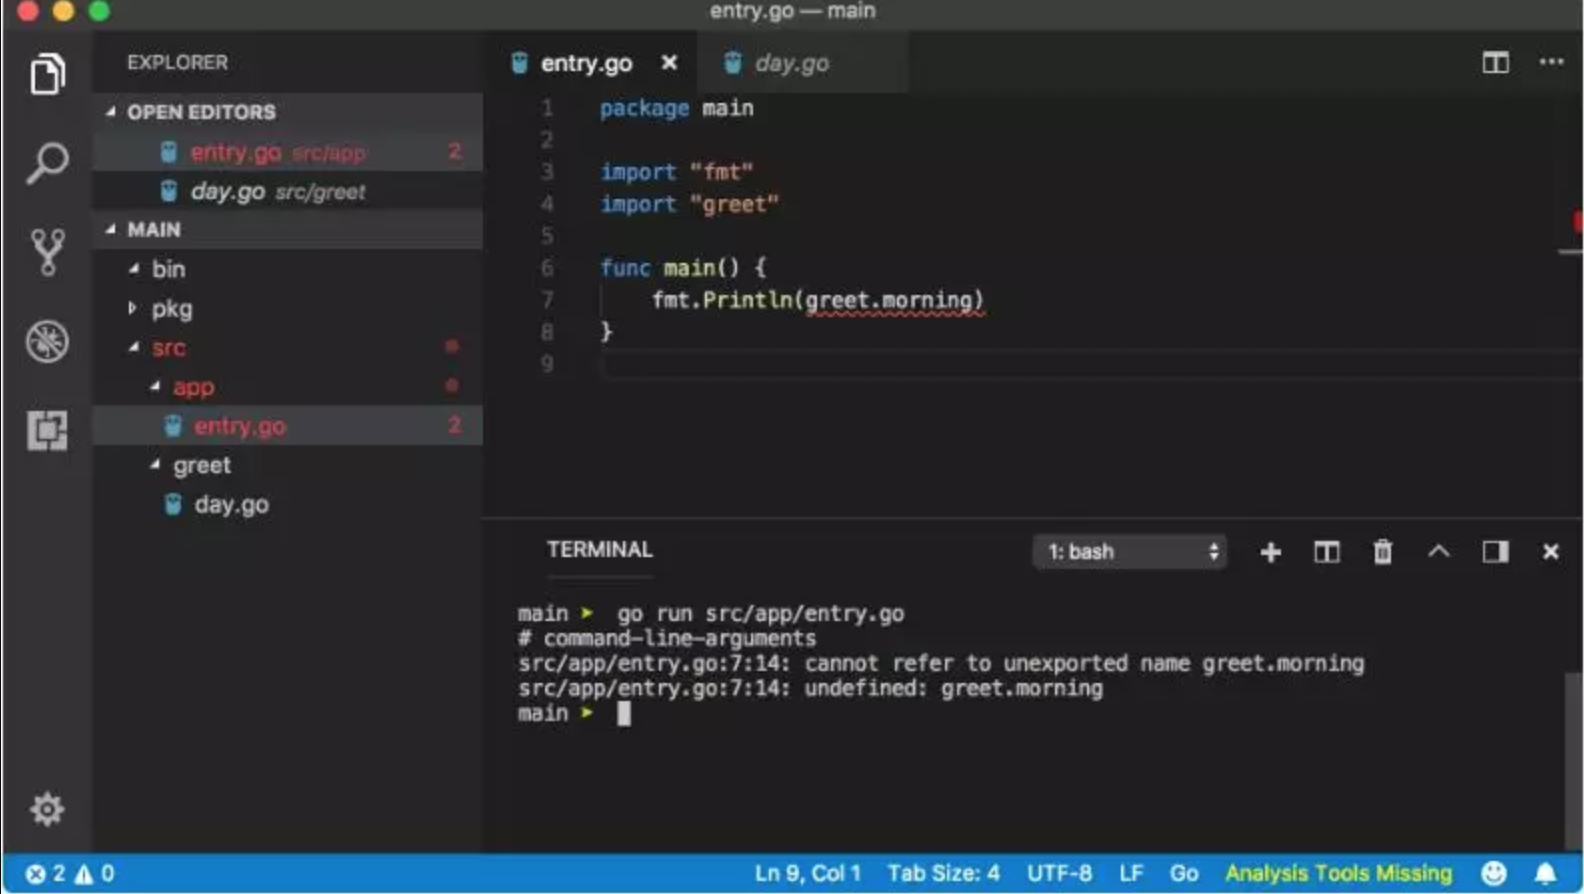 entry.go — main
EXPLORER
OPEN EDITORS
entry.go src/app 2
day.go src/greet
MAIN
bin
pkg
src
app
entry.go 2
greet
day.go
entry.go day.go
1 package main
2
3 import "fmt"
4 import "greet"
5
6 func main() {
7 fmt.Println(greet.morning)
8 }
9
TERMINAL
1: bash
main ➤ go run src/app/entry.go
# command-line-arguments
src/app/entry.go:7:14: cannot refer to unexported name greet.morning
src/app/entry.go:7:14: undefined: greet.morning
main ➤
2 0 Ln 9, Col 1 Tab Size: 4 UTF-8 LF Go Analysis Tools Missing